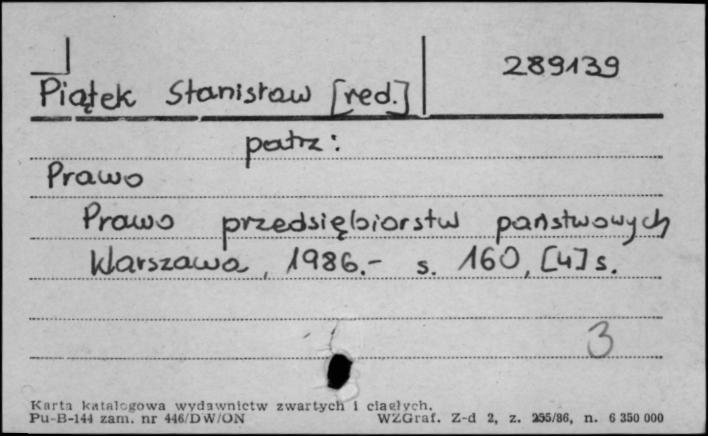 Piątek Stanisław [red.] 289139
patrz:
Prawo
Prawo przedsiębiorstw państwowych
Warszawa, 1986.- s. 160, [4] s.
3
Karta katalogowa wydawnictw zwartych i ciągłych.
Pu-B-144 zam. nr 446/DW/ON WZGraf. Z-d 2, z. 255/86, n. 6 350 000